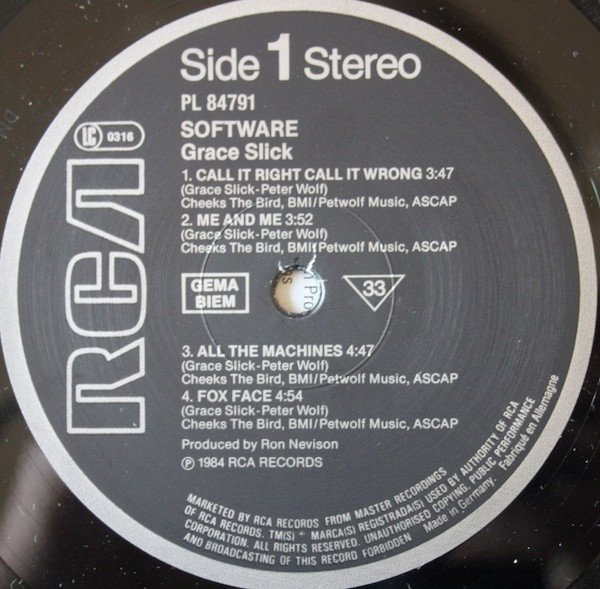 Side 1 Stereo
PL 84791
LC 0316
SOFTWARE
Grace Slick
1. CALL IT RIGHT CALL IT WRONG 3:47
(Grace Slick-Peter Wolf)
Cheeks The Bird, BMI/Petwolf Music, ASCAP
2. ME AND ME 3:52
(Grace Slick-Peter Wolf)
Cheeks The Bird, BMI/Petwolf Music, ASCAP
RCA
GEMA
BIEM
33
3. ALL THE MACHINES 4:47
(Grace Slick-Peter Wolf)
Cheeks The Bird, BMI/Petwolf Music, ASCAP
4. FOX FACE 4:54
(Grace Slick-Peter Wolf)
Cheeks The Bird, BMI/Petwolf Music, ASCAP
Produced by Ron Nevison
Ⓟ 1984 RCA RECORDS
MARKETED BY RCA RECORDS FROM MASTER RECORDINGS
OF RCA RECORDS. TM(S) ® MARCA(S) REGISTRADA(S) USED BY AUTHORITY OF RCA
CORPORATION. ALL RIGHTS RESERVED. UNAUTHORISED COPYING, PUBLIC PERFORMANCE
AND BROADCASTING OF THIS RECORD FORBIDDEN
Made in Germany. Fabriqué en Allemagne